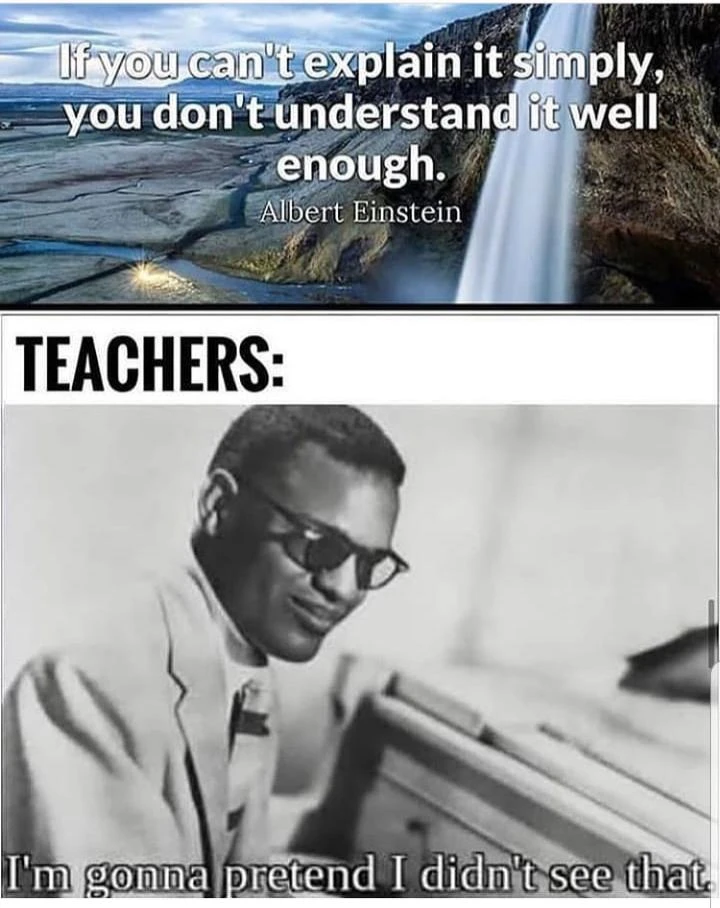 If you can't explain it simply,
you don't understand it well
enough.
Albert Einstein
TEACHERS:
I'm gonna pretend I didn't see that.